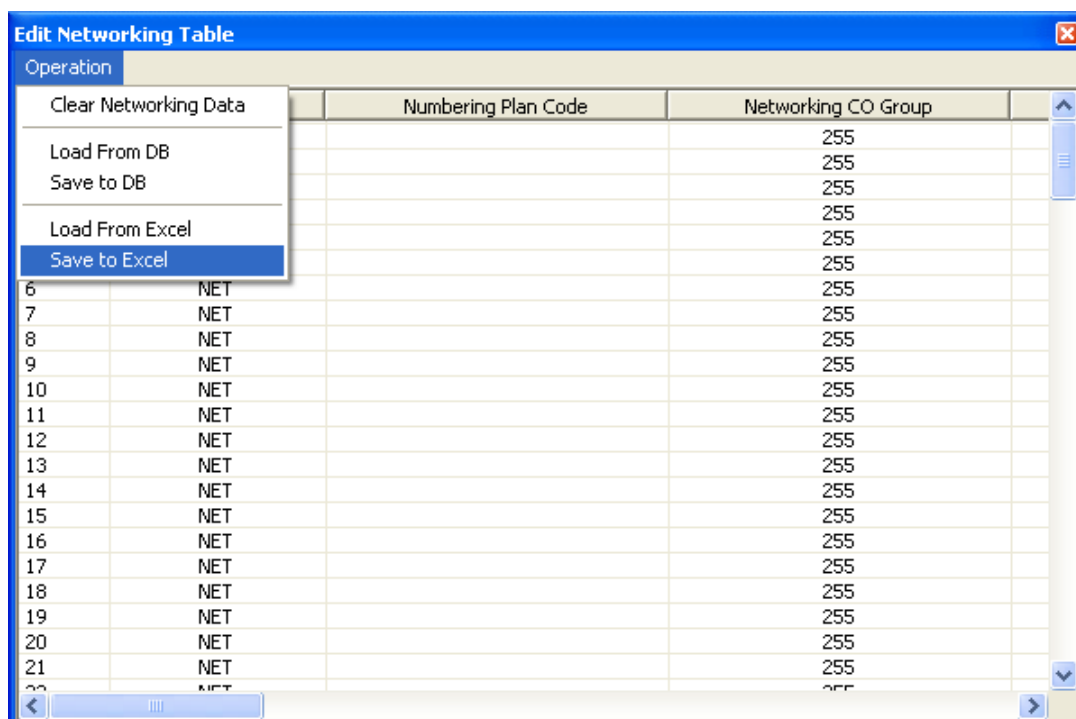 Edit Networking Table
Operation
Clear Networking Data
Load From DB
Save to DB
Load From Excel
Save to Excel
Numbering Plan Code Networking CO Group
255
255
255
255
255
255
6 NET 255
7 NET 255
8 NET 255
9 NET 255
10 NET 255
11 NET 255
12 NET 255
13 NET 255
14 NET 255
15 NET 255
16 NET 255
17 NET 255
18 NET 255
19 NET 255
20 NET 255
21 NET 255